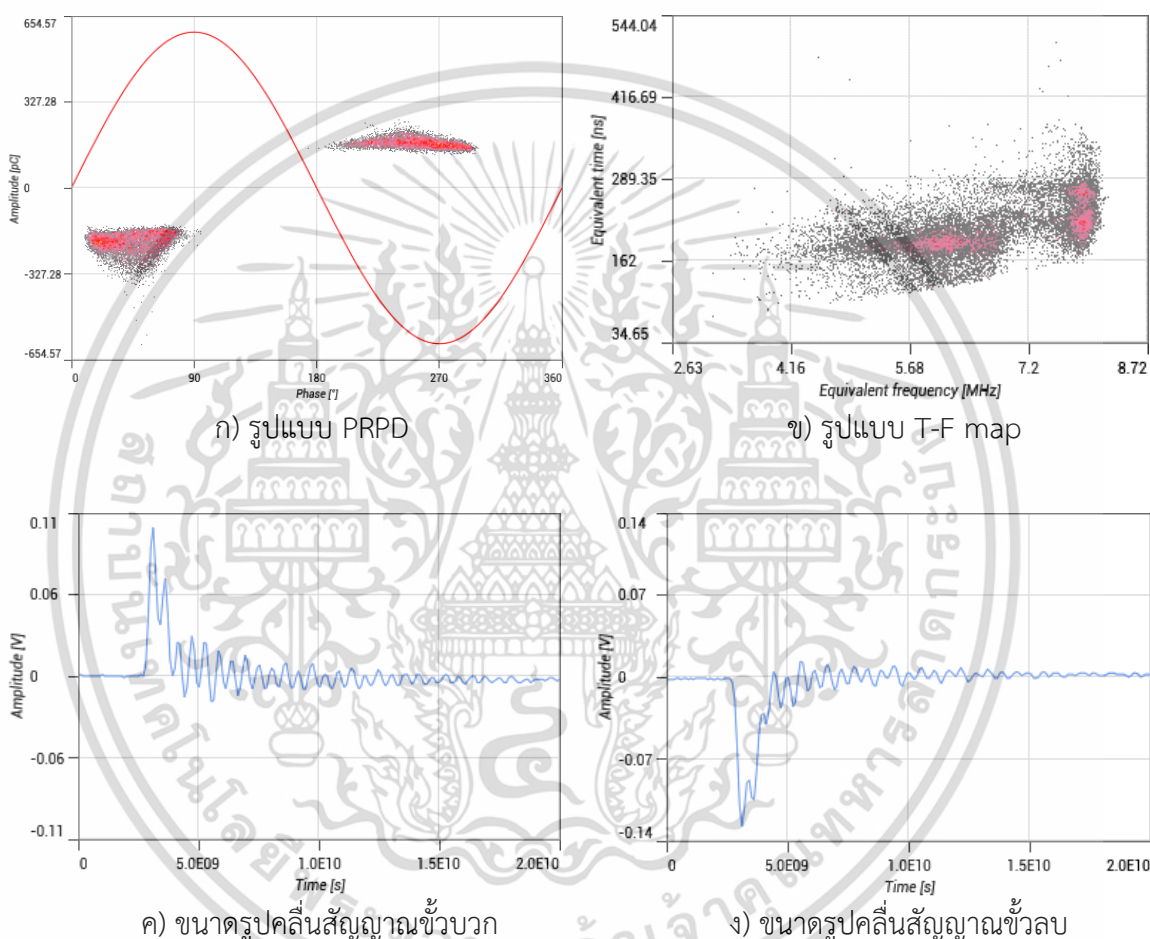 654.57
327.28
0
-327.28
-654.57
Amplitude [pC]
0 90 180 270 360
Phase [°]
ก) รูปแบบ PRPD
544.04
416.69
289.35
162
34.65
Equivalent time [ns]
2.63 4.16 5.68 7.2 8.72
Equivalent frequency [MHz]
ข) รูปแบบ T-F map
0.11
0.06
0
-0.06
-0.11
Amplitude [V]
0 5.0E09 1.0E10 1.5E10 2.0E10
Time [s]
ค) ขนาดรูปคลื่นสัญญาณขั้วบวก
0.14
0.07
0
-0.07
-0.14
Amplitude [V]
0 5.0E09 1.0E10 1.5E10 2.0E10
Time [s]
ง) ขนาดรูปคลื่นสัญญาณขั้วลบ